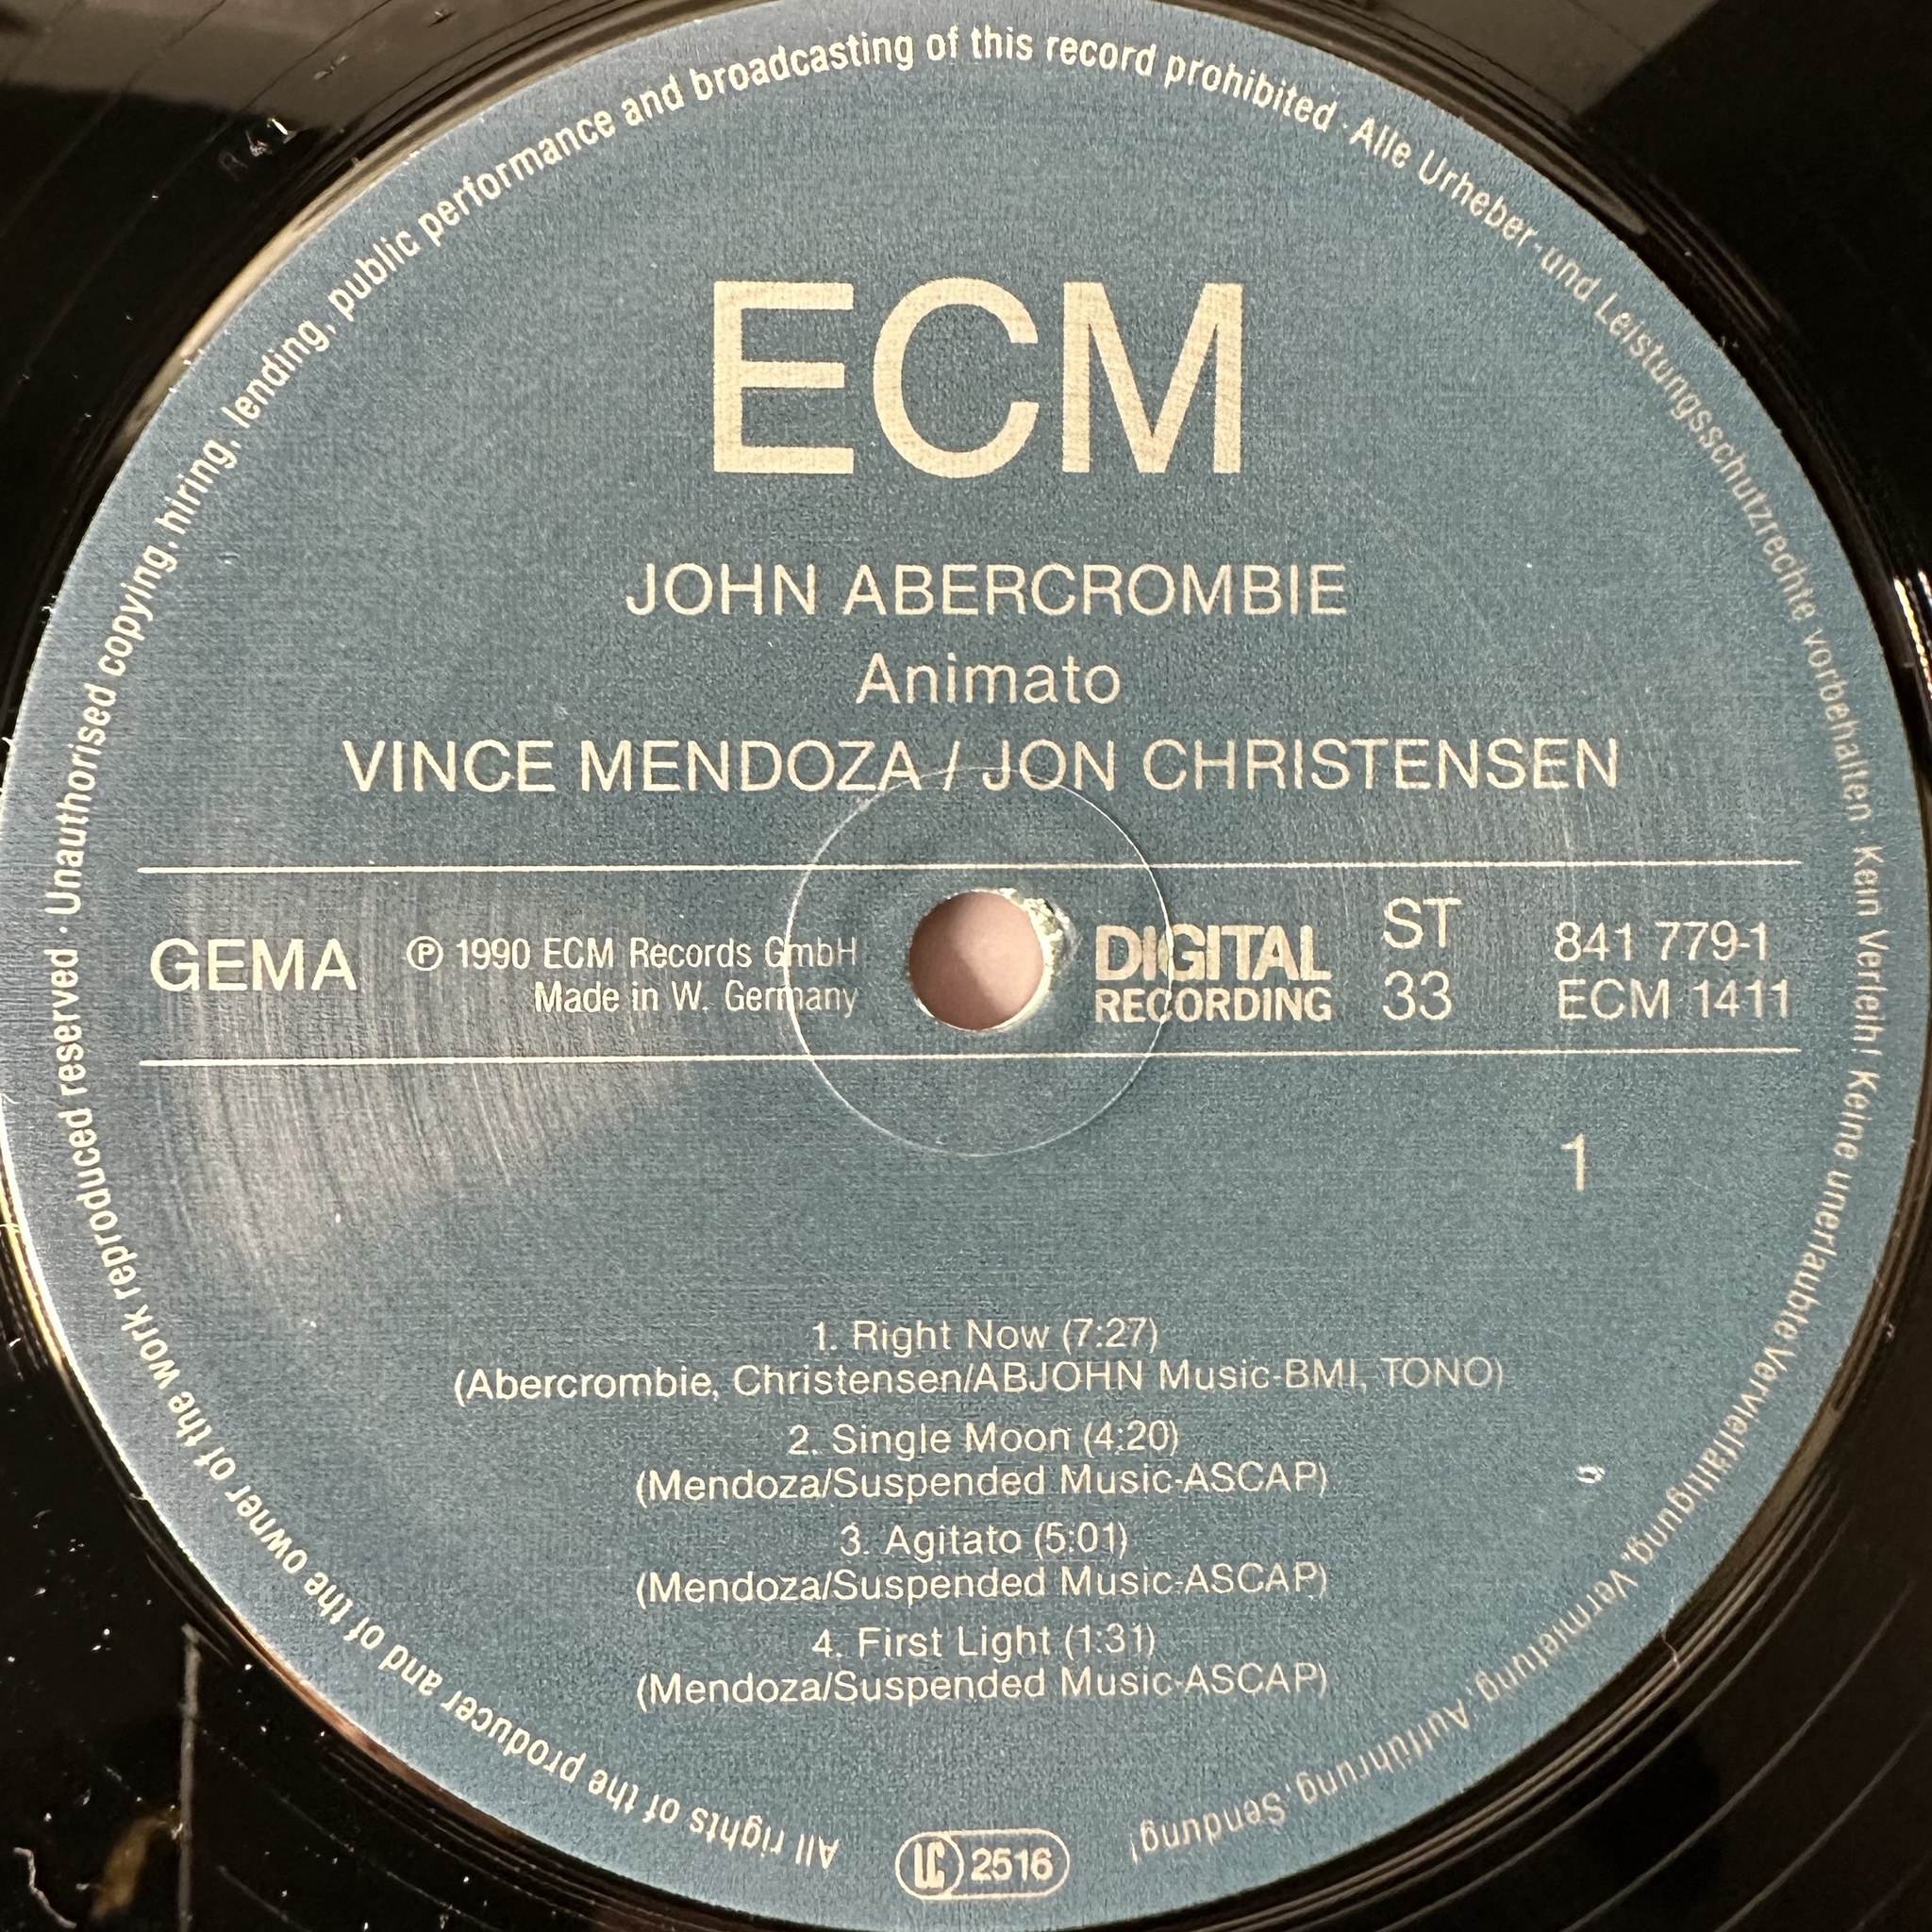 All rights of the producer and of the owner of the work reproduced reserved · Unauthorised copying, hiring, lending, public performance and broadcasting of this record prohibited · Alle Urheber- und Leistungsschutzrechte vorbehalten · Kein Verleih! Keine unerlaubte Vervielfältigung, Vermietung, Aufführung, Sendung!
ECM
JOHN ABERCROMBIE
Animato
VINCE MENDOZA / JON CHRISTENSEN
GEMA
℗ 1990 ECM Records GmbH
Made in W. Germany
DIGITAL
RECORDING
ST
33
841 779-1
ECM 1411
1
1. Right Now (7:27)
(Abercrombie, Christensen/ABJOHN Music-BMI, TONO)
2. Single Moon (4:20)
(Mendoza/Suspended Music-ASCAP)
3. Agitato (5:01)
(Mendoza/Suspended Music-ASCAP)
4. First Light (1:31)
(Mendoza/Suspended Music-ASCAP)
LC 2516